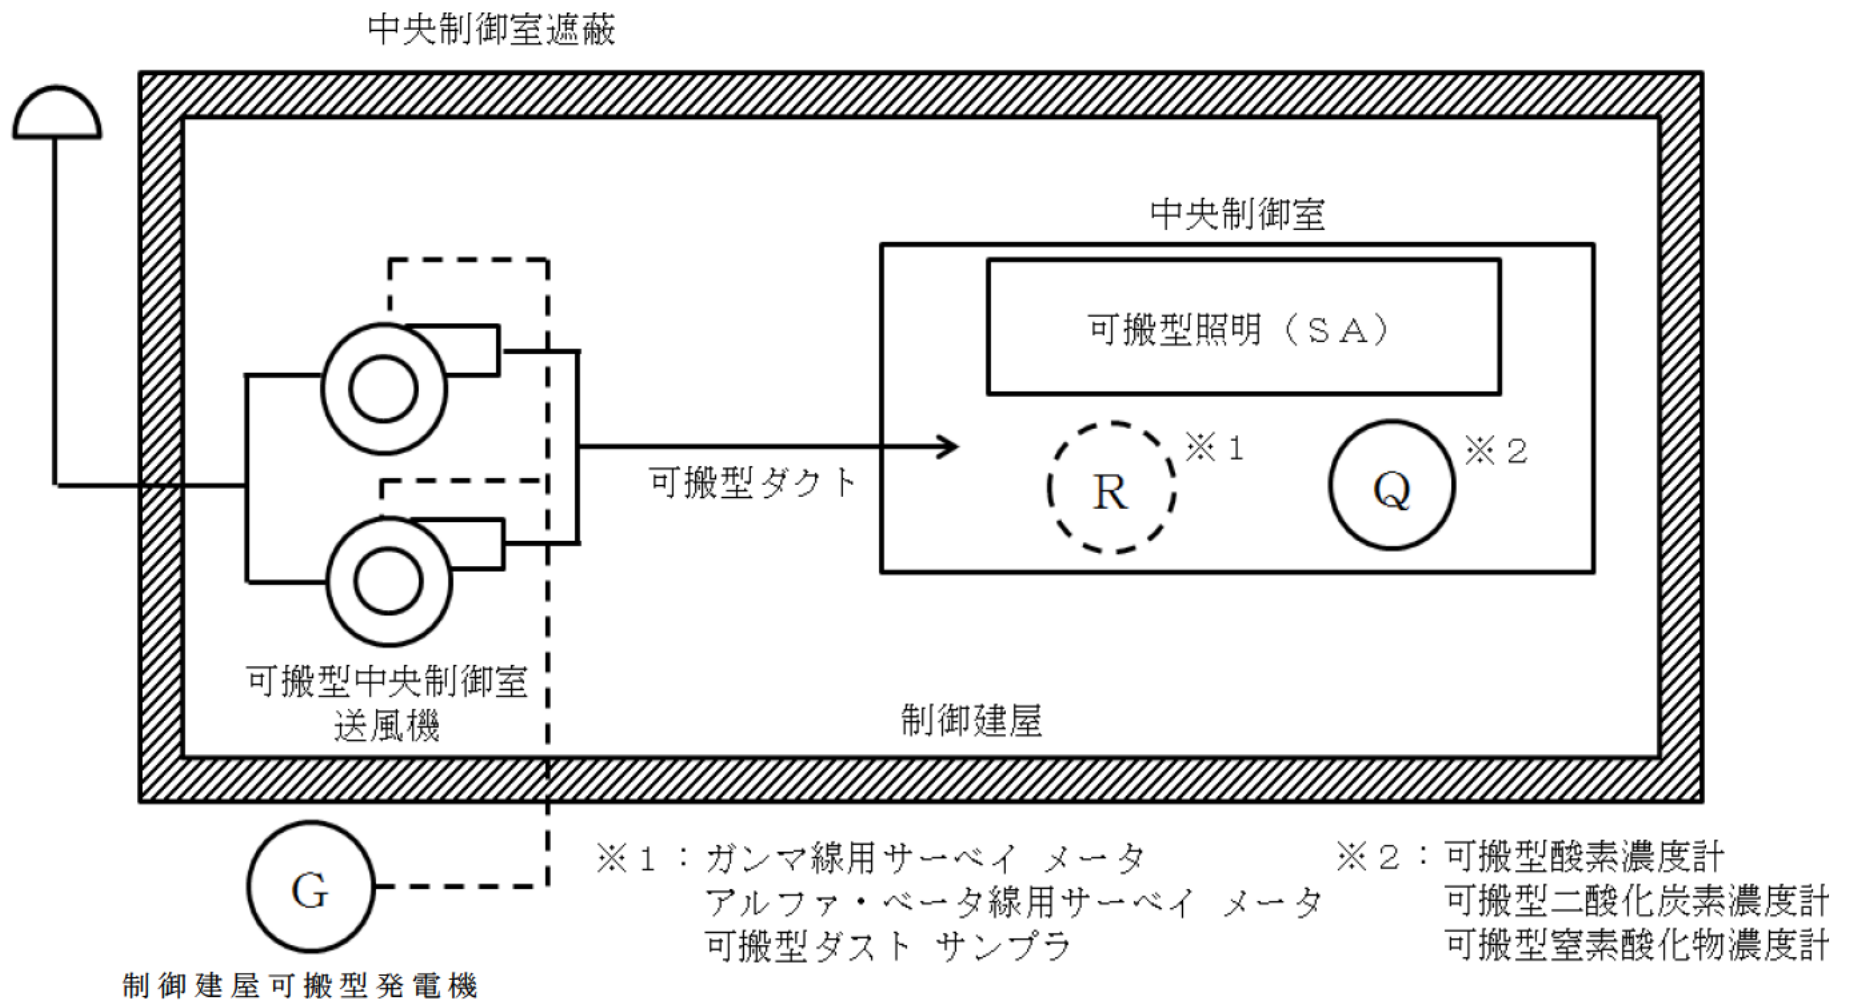 中央制御室遮蔽
中央制御室
可搬型照明（ＳＡ）
※１
※２
R
Q
可搬型ダクト
可搬型中央制御室
送風機
制御建屋
G
制御建屋可搬型発電機
※１：ガンマ線用サーベイ メータ
アルファ・ベータ線用サーベイ メータ
可搬型ダスト サンプラ
※２：可搬型酸素濃度計
可搬型二酸化炭素濃度計
可搬型窒素酸化物濃度計